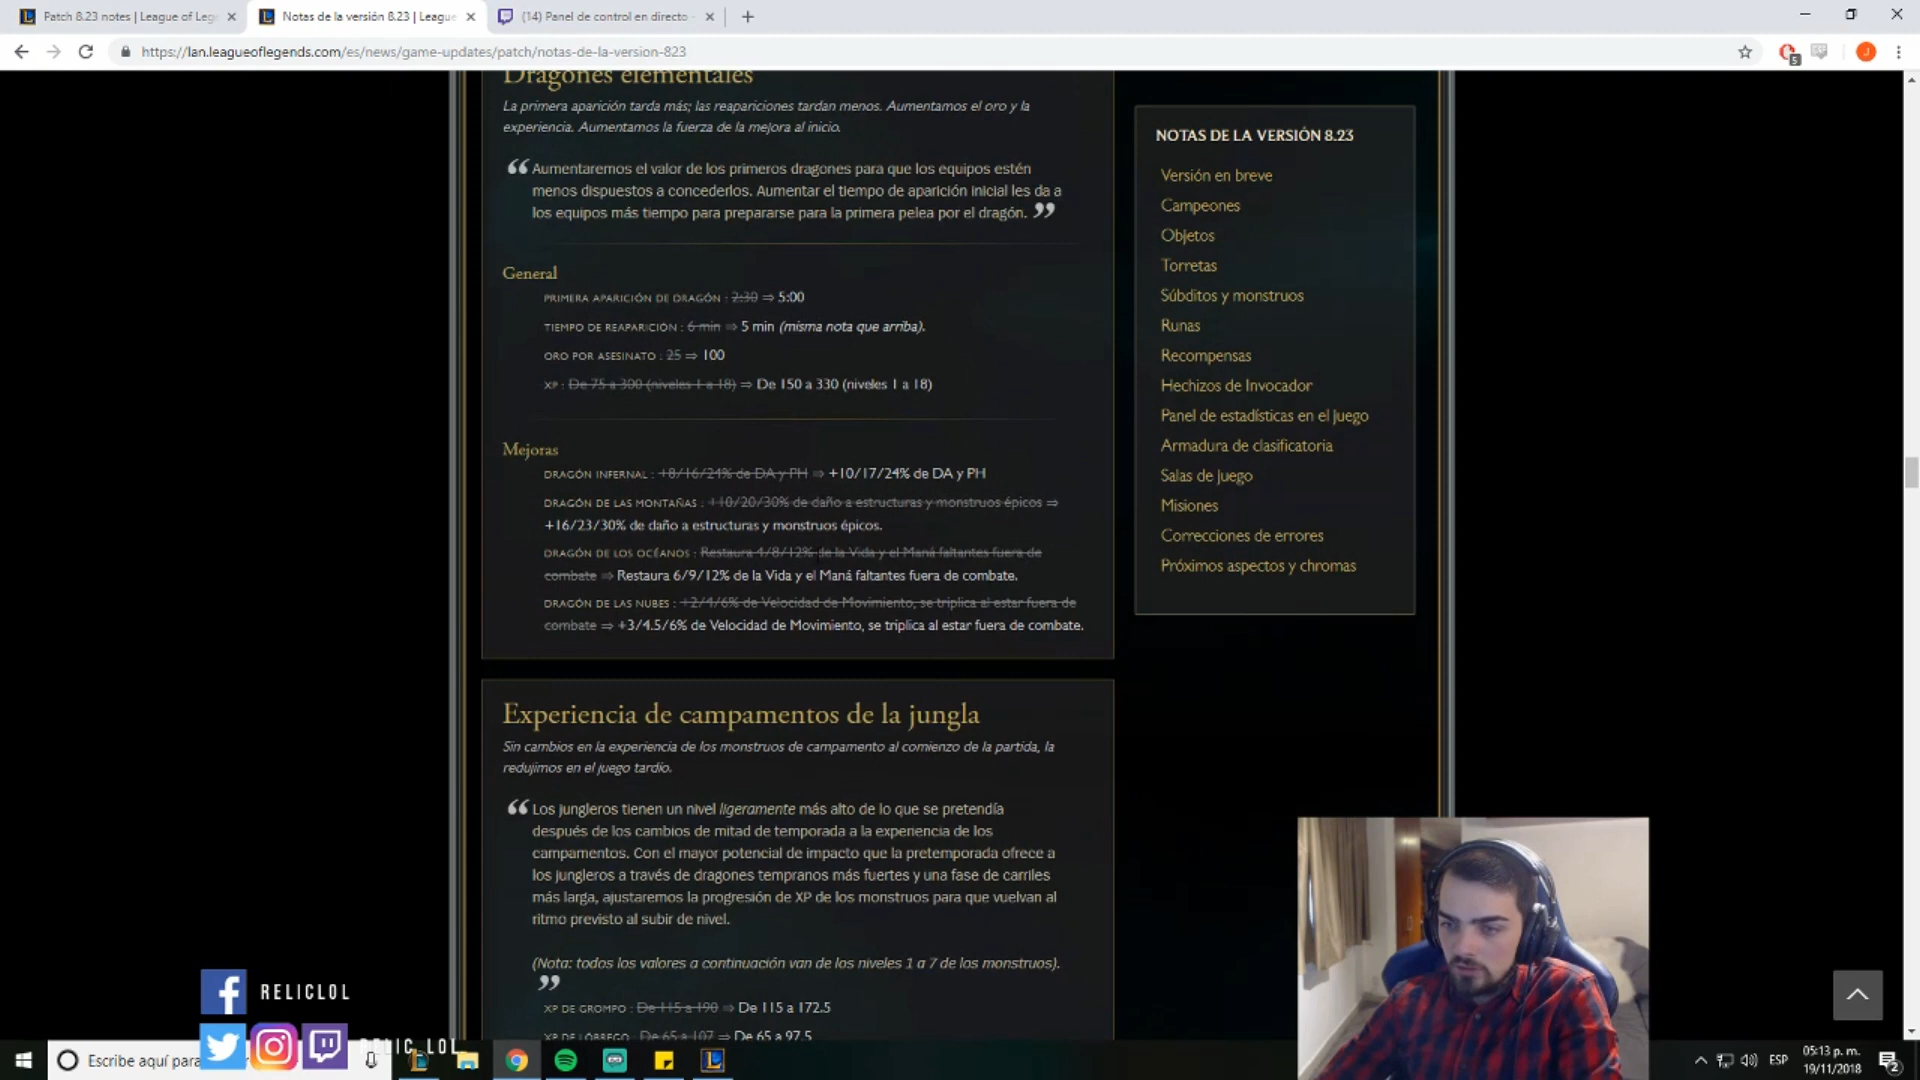 Patch 8.23 notes | League of Leg
Notas de la versión 8.23 | League
(14) Panel de control en directo
https://lan.leagueoflegends.com/es/news/game-updates/patch/notas-de-la-version-823
5
J
Dragones elementales
La primera aparición tarda más; las reapariciones tardan menos. Aumentamos el oro y la
experiencia. Aumentamos la fuerza de la mejora al inicio.
“ Aumentaremos el valor de los primeros dragones para que los equipos estén
menos dispuestos a concederlos. Aumentar el tiempo de aparición inicial les da a
los equipos más tiempo para prepararse para la primera pelea por el dragón. ”
General
PRIMERA APARICIÓN DE DRAGÓN : 2:30 ⇒ 5:00
TIEMPO DE REAPARICIÓN : 6 min ⇒ 5 min (misma nota que arriba).
ORO POR ASESINATO : 25 ⇒ 100
XP : De 75 a 300 (niveles 1 a 18) ⇒ De 150 a 330 (niveles 1 a 18)
Mejoras
DRAGÓN INFERNAL : +8/16/24% de DA y PH ⇒ +10/17/24% de DA y PH
DRAGÓN DE LAS MONTAÑAS : +10/20/30% de daño a estructuras y monstruos épicos ⇒
+16/23/30% de daño a estructuras y monstruos épicos.
DRAGÓN DE LOS OCÉANOS : Restaura 4/8/12% de la Vida y el Maná faltantes fuera de
combate ⇒ Restaura 6/9/12% de la Vida y el Maná faltantes fuera de combate.
DRAGÓN DE LAS NUBES : +2/4/6% de Velocidad de Movimiento, se triplica al estar fuera de
combate ⇒ +3/4.5/6% de Velocidad de Movimiento, se triplica al estar fuera de combate.
Experiencia de campamentos de la jungla
Sin cambios en la experiencia de los monstruos de campamento al comienzo de la partida, la
redujimos en el juego tardío.
“ Los jungleros tienen un nivel ligeramente más alto de lo que se pretendía
después de los cambios de mitad de temporada a la experiencia de los
campamentos. Con el mayor potencial de impacto que la pretemporada ofrece a
los jungleros a través de dragones tempranos más fuertes y una fase de carriles
más larga, ajustaremos la progresión de XP de los monstruos para que vuelvan al
ritmo previsto al subir de nivel.
(Nota: todos los valores a continuación van de los niveles 1 a 7 de los monstruos).
”
XP DE GROMPO : De 115 a 190 ⇒ De 115 a 172.5
XP DE LÓBREGO : De 65 a 107 ⇒ De 65 a 97.5
NOTAS DE LA VERSIÓN 8.23
Versión en breve
Campeones
Objetos
Torretas
Súbditos y monstruos
Runas
Recompensas
Hechizos de Invocador
Panel de estadísticas en el Juego
Armadura de clasificatoria
Salas de Juego
Misiones
Correcciones de errores
Próximos aspectos y chromas
RELICLOL
RELIC_LOL
Escribe aquí para
ESP
05:13 p. m.
19/11/2018
2